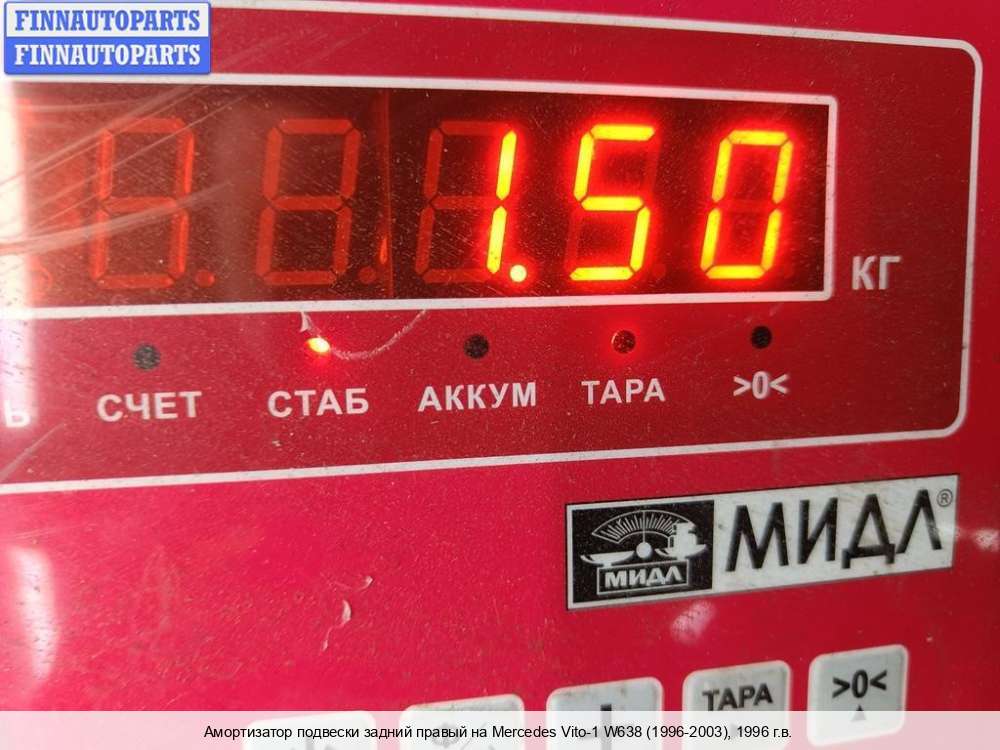 FINNAUTOPARTS
FINNAUTOPARTS
1.50
КГ
Ь СЧЕТ СТАБ АККУМ ТАРА >0<
МИДЛ МИДЛ®
ТАРА >0<
Амортизатор подвески задний правый на Mercedes Vito-1 W638 (1996-2003), 1996 г.в.